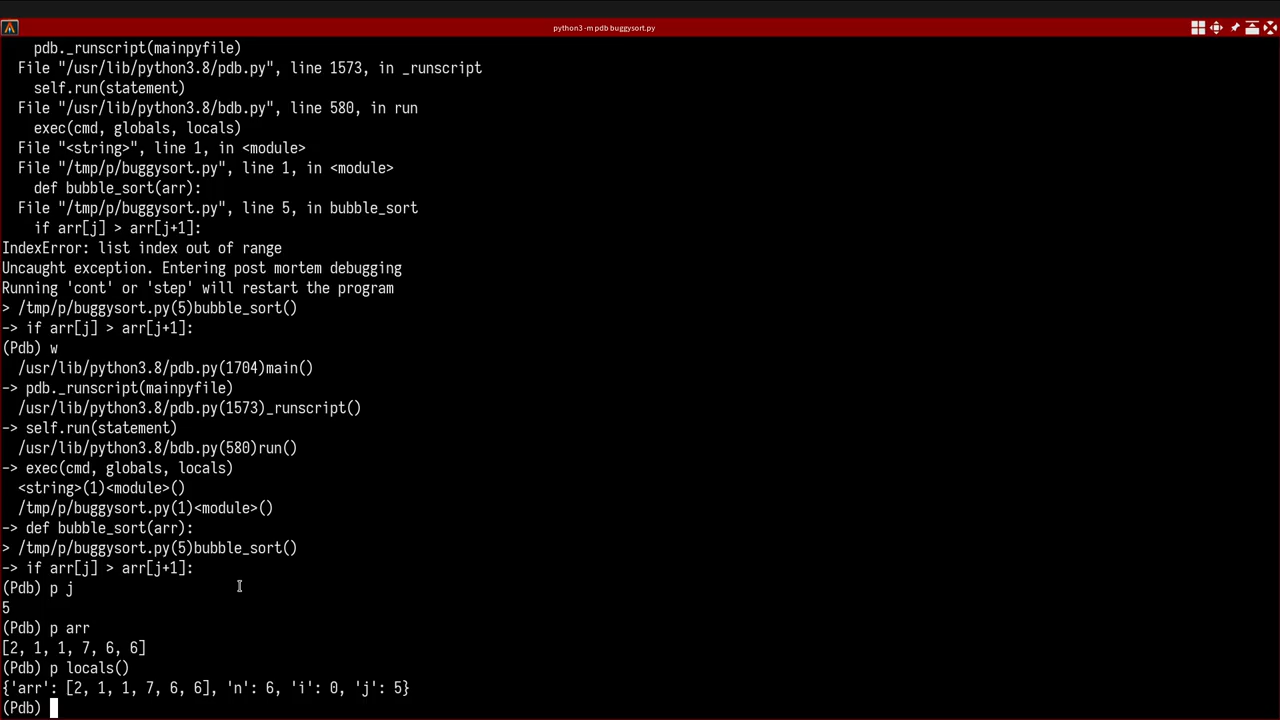 python3 -m pdb buggysort.py
pdb._runscript(mainpyfile)
File "/usr/lib/python3.8/pdb.py", line 1573, in _runscript
self.run(statement)
File "/usr/lib/python3.8/bdb.py", line 580, in run
exec(cmd, globals, locals)
File "<string>", line 1, in <module>
File "/tmp/p/buggysort.py", line 1, in <module>
def bubble_sort(arr):
File "/tmp/p/buggysort.py", line 5, in bubble_sort
if arr[j] > arr[j+1]:
IndexError: list index out of range
Uncaught exception. Entering post mortem debugging
Running 'cont' or 'step' will restart the program
> /tmp/p/buggysort.py(5)bubble_sort()
-> if arr[j] > arr[j+1]:
(Pdb) w
/usr/lib/python3.8/pdb.py(1704)main()
-> pdb._runscript(mainpyfile)
/usr/lib/python3.8/pdb.py(1573)_runscript()
-> self.run(statement)
/usr/lib/python3.8/bdb.py(580)run()
-> exec(cmd, globals, locals)
<string>(1)<module>()
/tmp/p/buggysort.py(1)<module>()
-> def bubble_sort(arr):
> /tmp/p/buggysort.py(5)bubble_sort()
-> if arr[j] > arr[j+1]:
(Pdb) p j
5
(Pdb) p arr
[2, 1, 1, 7, 6, 6]
(Pdb) p locals()
{'arr': [2, 1, 1, 7, 6, 6], 'n': 6, 'i': 0, 'j': 5}
(Pdb)